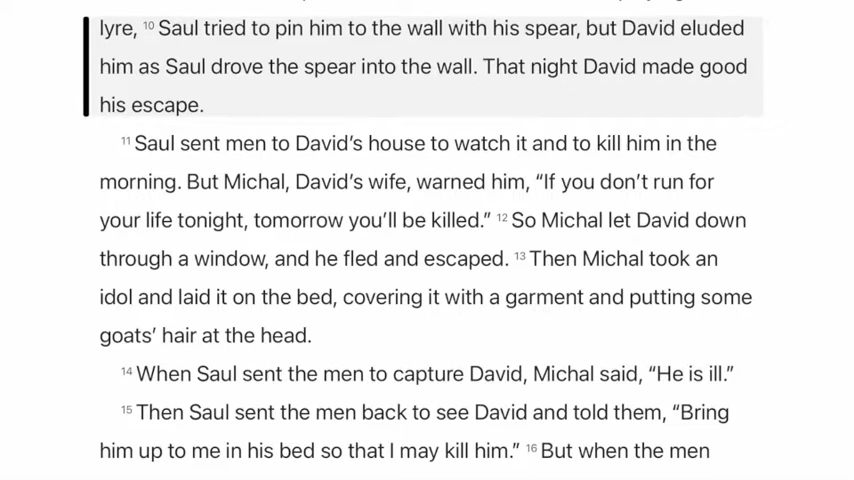 lyre, 10 Saul tried to pin him to the wall with his spear, but David eluded
him as Saul drove the spear into the wall. That night David made good
his escape.
11 Saul sent men to David’s house to watch it and to kill him in the
morning. But Michal, David’s wife, warned him, “If you don’t run for
your life tonight, tomorrow you’ll be killed.” 12 So Michal let David down
through a window, and he fled and escaped. 13 Then Michal took an
idol and laid it on the bed, covering it with a garment and putting some
goats’ hair at the head.
14 When Saul sent the men to capture David, Michal said, “He is ill.”
15 Then Saul sent the men back to see David and told them, “Bring
him up to me in his bed so that I may kill him.” 16 But when the men